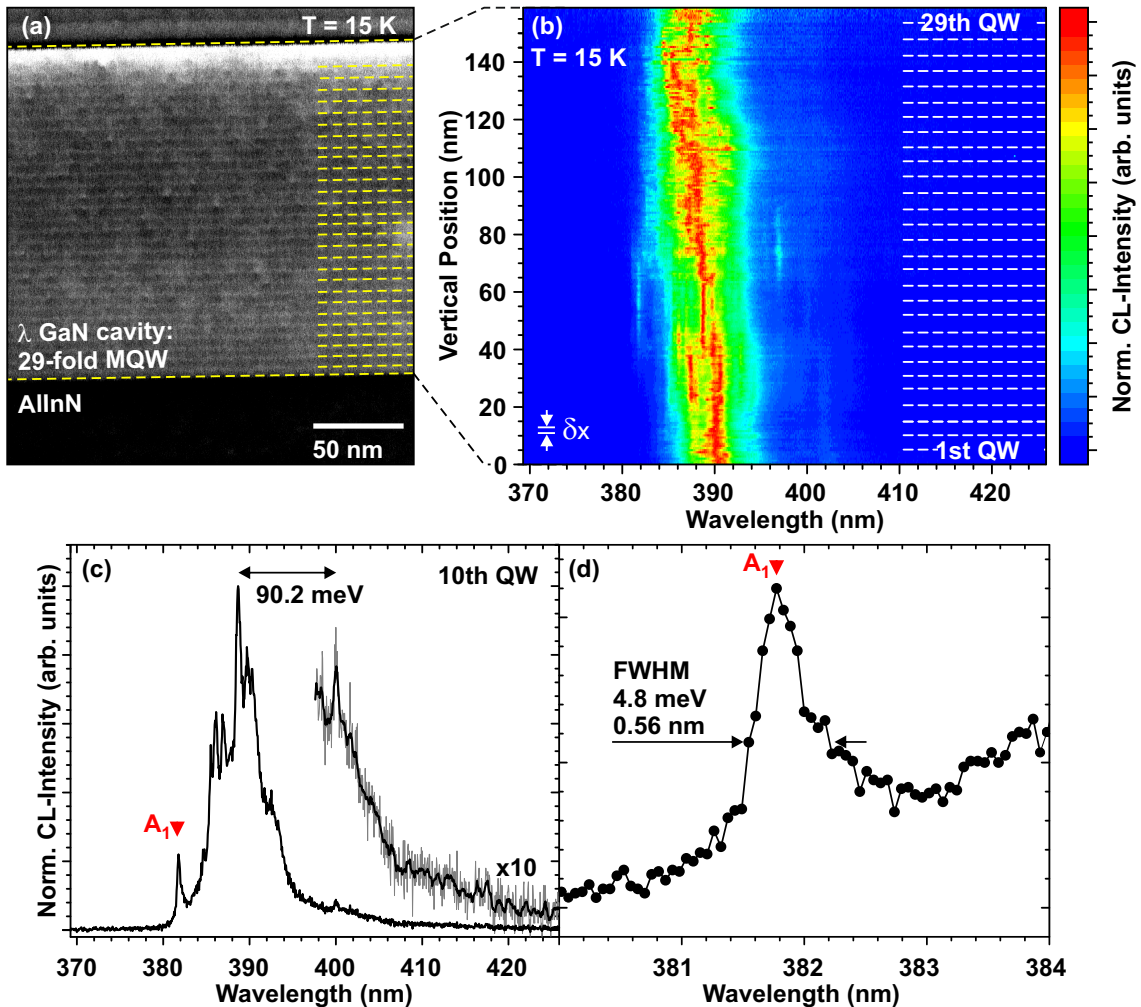 (a)
T = 15 K
λ GaN cavity:
29-fold MQW
AlInN
50 nm
(b)
T = 15 K
29th QW
1st QW
δx
Vertical Position (nm)
140
120
100
80
60
40
20
0
370 380 390 400 410 420
Wavelength (nm)
Norm. CL-Intensity (arb. units)
(c)
10th QW
90.2 meV
A1
x10
Norm. CL-Intensity (arb. units)
370 380 390 400 410 420
Wavelength (nm)
(d)
A1
FWHM
4.8 meV
0.56 nm
381 382 383 384
Wavelength (nm)